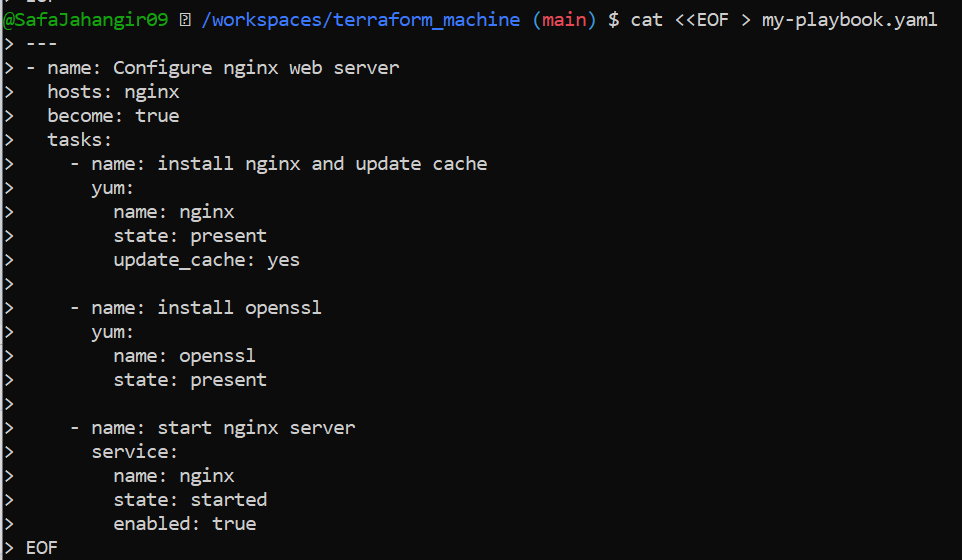 @SafaJahangir09 /workspaces/terraform_machine (main) $ cat <<EOF > my-playbook.yaml
> ---
> - name: Configure nginx web server
>   hosts: nginx
>   become: true
>   tasks:
>     - name: install nginx and update cache
>       yum:
>         name: nginx
>         state: present
>         update_cache: yes
>
>     - name: install openssl
>       yum:
>         name: openssl
>         state: present
>
>     - name: start nginx server
>       service:
>         name: nginx
>         state: started
>         enabled: true
> EOF